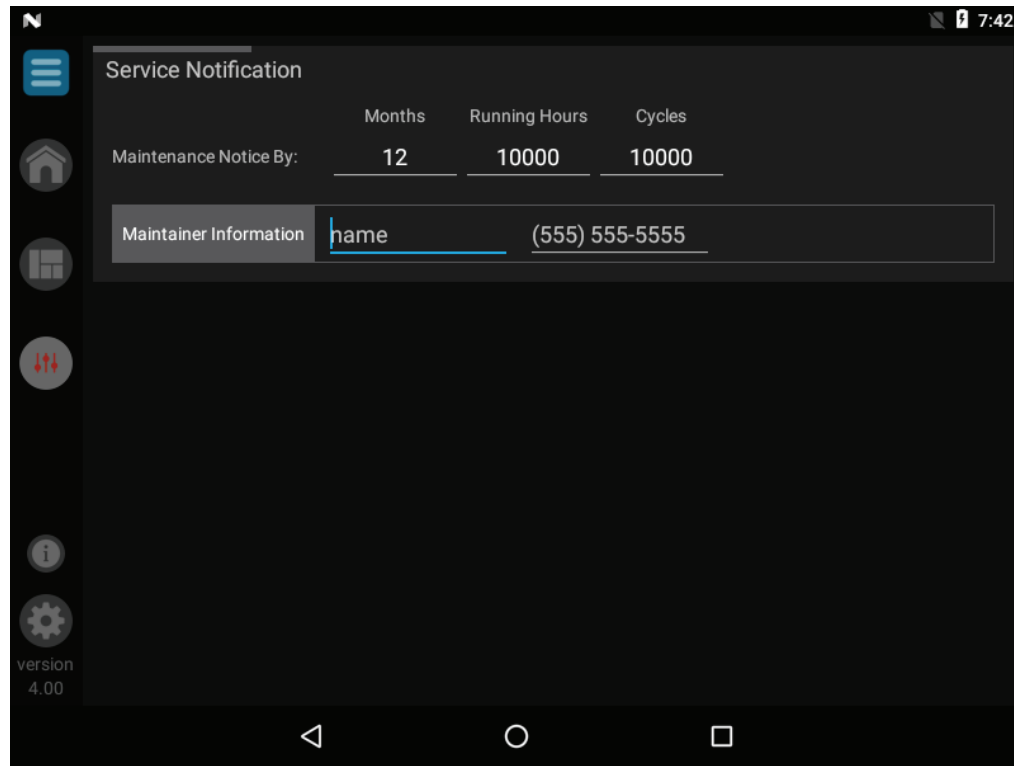 N 7:42
Service Notification
Months Running Hours Cycles
Maintenance Notice By: 12 10000 10000
Maintainer Information name (555) 555-5555
i
version
4.00